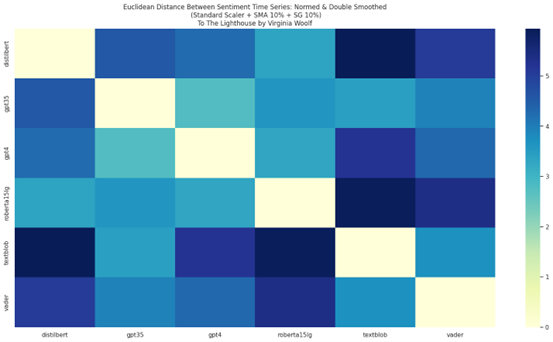 Euclidean Distance Between Sentiment Time Series: Normed & Double Smoothed
(Standard Scaler + SMA 10% + SG 10%)
To The Lighthouse by Virginia Woolf
distilbert
gpt35
gpt4
roberta15lg
textblob
vader
distilbert gpt35 gpt4 roberta15lg textblob vader
5
4
3
2
1
0